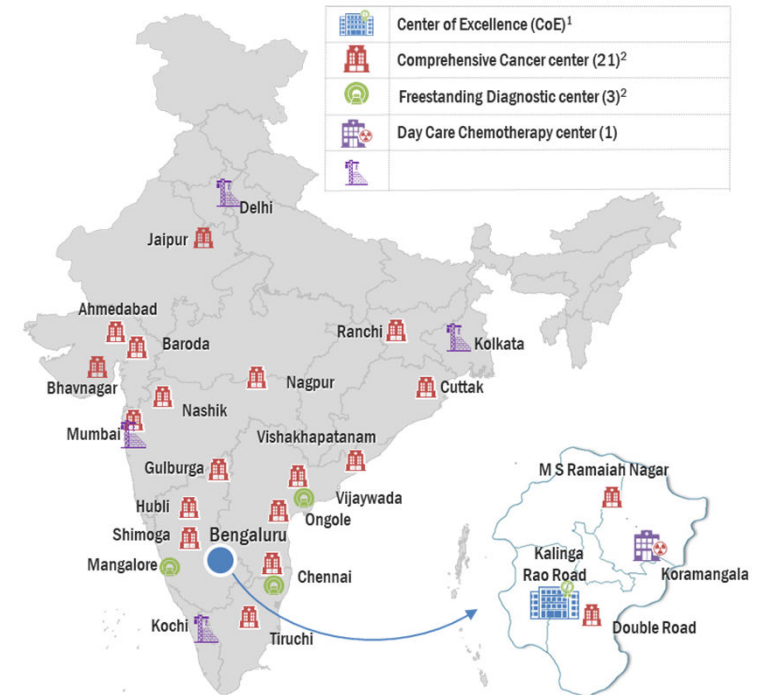 Center of Excellence (CoE)1
Comprehensive Cancer center (21)2
Freestanding Diagnostic center (3)2
Day Care Chemotherapy center (1)
Delhi
Jaipur
Ahmedabad
Baroda
Ranchi
Kolkata
Bhavnagar
Nagpur
Cuttak
Nashik
Mumbai
Vishakhapatanam
Gulburga
Vijaywada
Hubli
Ongole
Shimoga
Bengaluru
Mangalore
Chennai
Kochi
Tiruchi
M S Ramaiah Nagar
Kalinga
Rao Road
Koramangala
Double Road